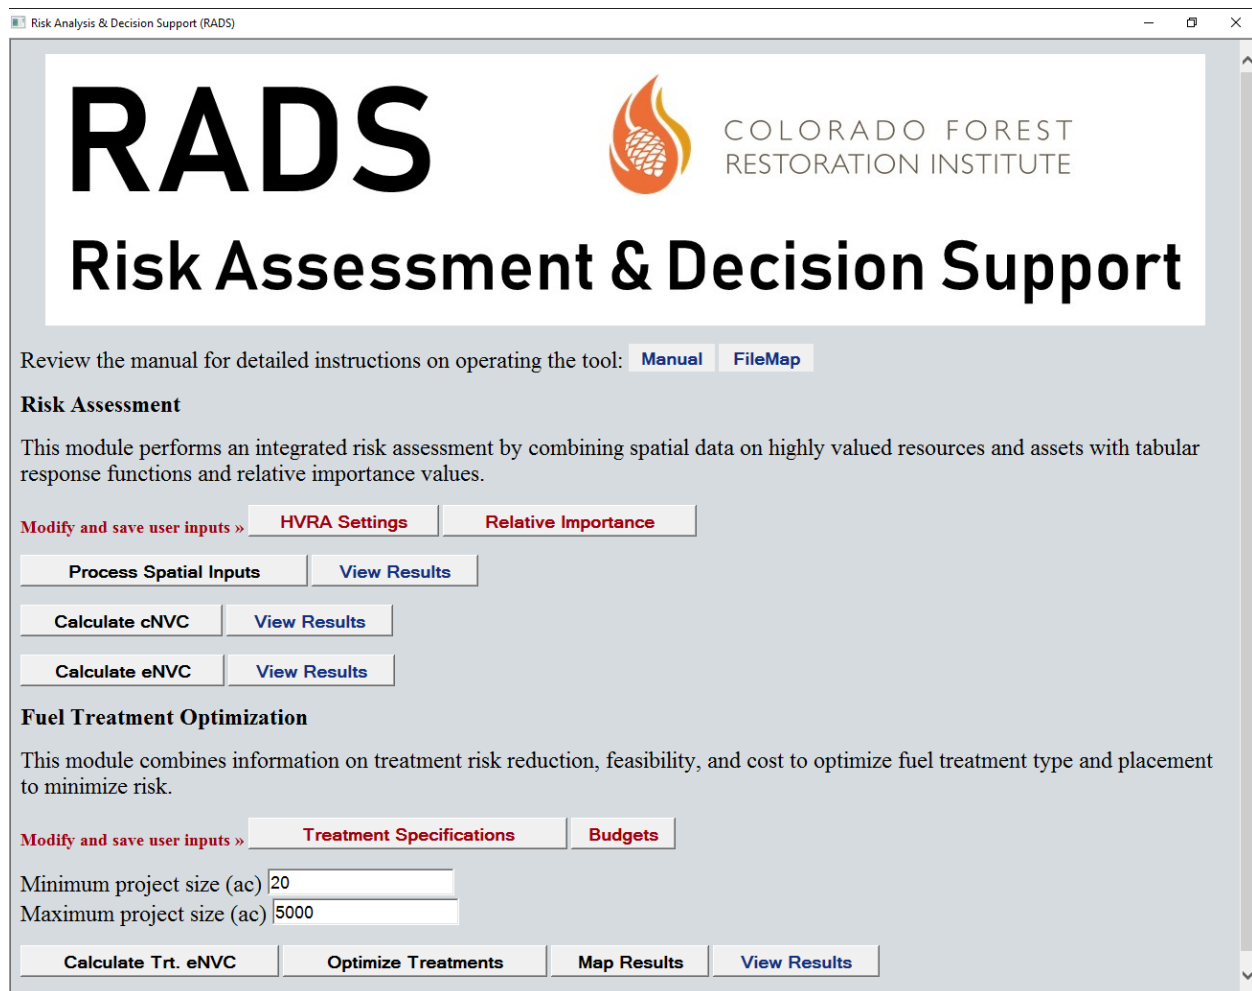 Risk Analysis & Decision Support (RADS)
RADS
COLORADO FOREST
RESTORATION INSTITUTE
Risk Assessment & Decision Support
Review the manual for detailed instructions on operating the tool: Manual FileMap
Risk Assessment
This module performs an integrated risk assessment by combining spatial data on highly valued resources and assets with tabular
response functions and relative importance values.
Modify and save user inputs » HVRA Settings Relative Importance
Process Spatial Inputs View Results
Calculate cNVC View Results
Calculate eNVC View Results
Fuel Treatment Optimization
This module combines information on treatment risk reduction, feasibility, and cost to optimize fuel treatment type and placement
to minimize risk.
Modify and save user inputs » Treatment Specifications Budgets
Minimum project size (ac) 20
Maximum project size (ac) 5000
Calculate Trt. eNVC Optimize Treatments Map Results View Results